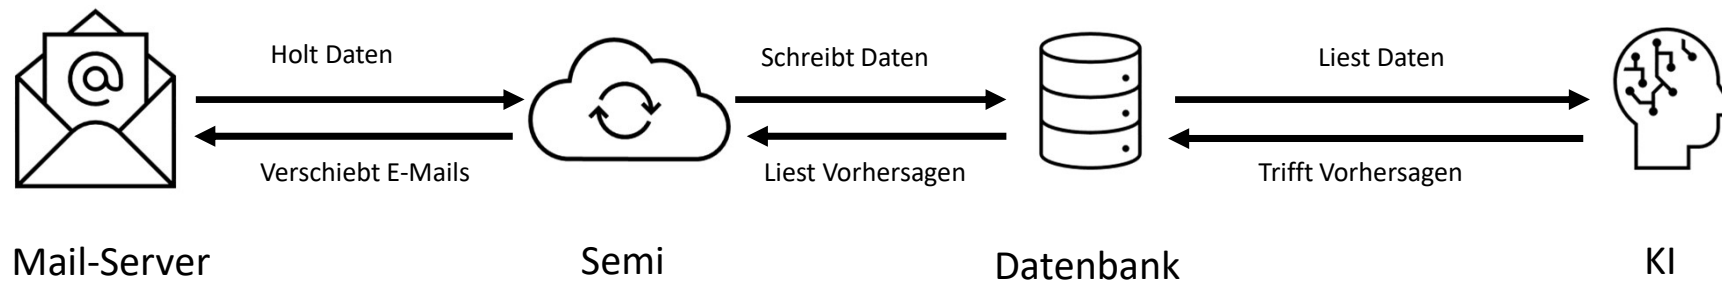 @
Holt Daten
Schreibt Daten
Liest Daten
Verschiebt E-Mails
Liest Vorhersagen
Trifft Vorhersagen
Mail-Server
Semi
Datenbank
KI